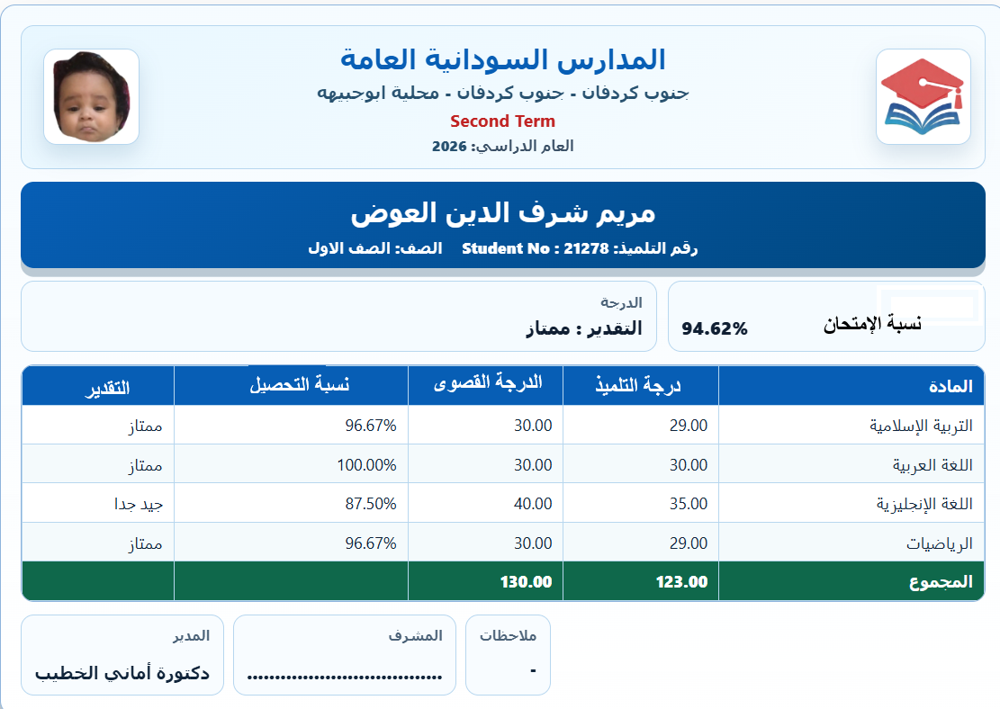 المدارس السودانية العامة
جنوب كردفان - جنوب كردفان - محلية ابوجبيهه
Second Term
العام الدراسي: 2026
مريم شرف الدين العوض
رقم التلميذ: 21278 : Student No الصف: الصف الاول
نسبة الإمتحان 94.62%
الدرجة
التقدير : ممتاز
المادة درجة التلميذ الدرجة القصوى نسبة التحصيل التقدير
التربية الإسلامية 29.00 30.00 96.67% ممتاز
اللغة العربية 30.00 30.00 100.00% ممتاز
اللغة الإنجليزية 35.00 40.00 87.50% جيد جدا
الرياضيات 29.00 30.00 96.67% ممتاز
المجموع 123.00 130.00
ملاحظات
-
المشرف
...................................
المدير
دكتورة أماني الخطيب